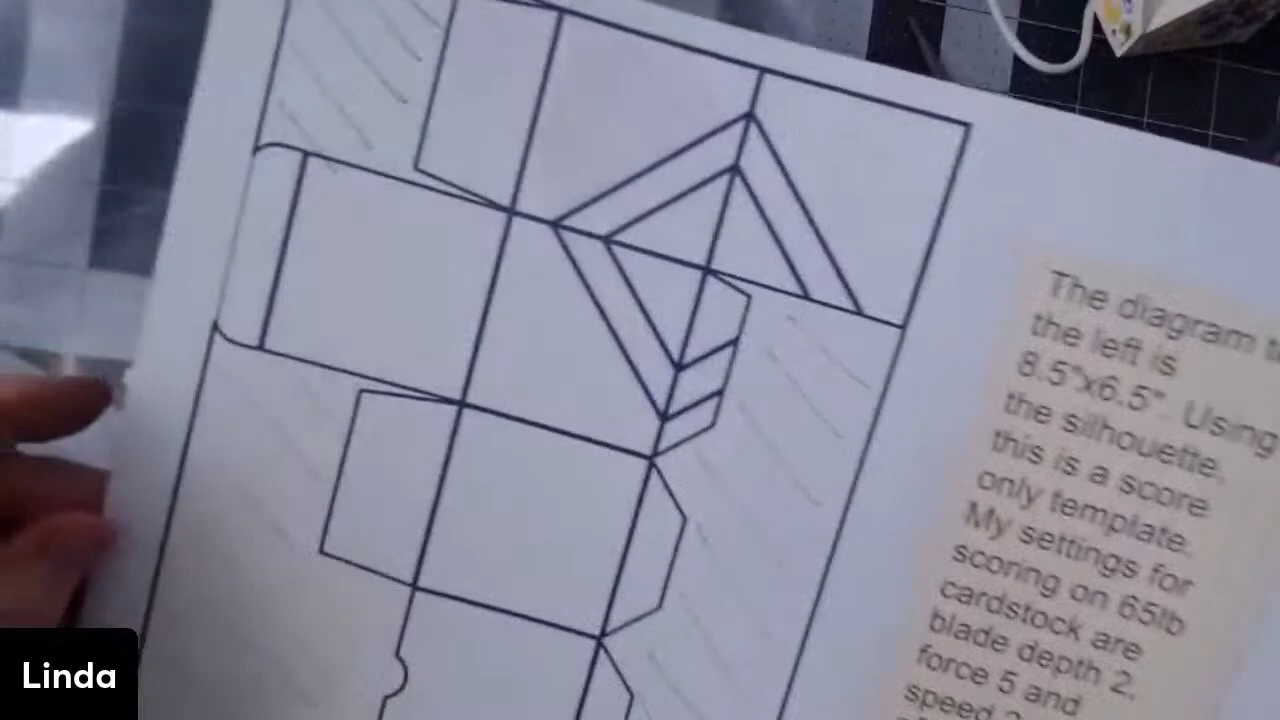 The diagram
the left is
8.5"x6.5". Using
the silhouette,
this is a score
only template.
My settings for
scoring on 65lb
cardstock are
blade depth 2,
force 5 and
speed
Linda